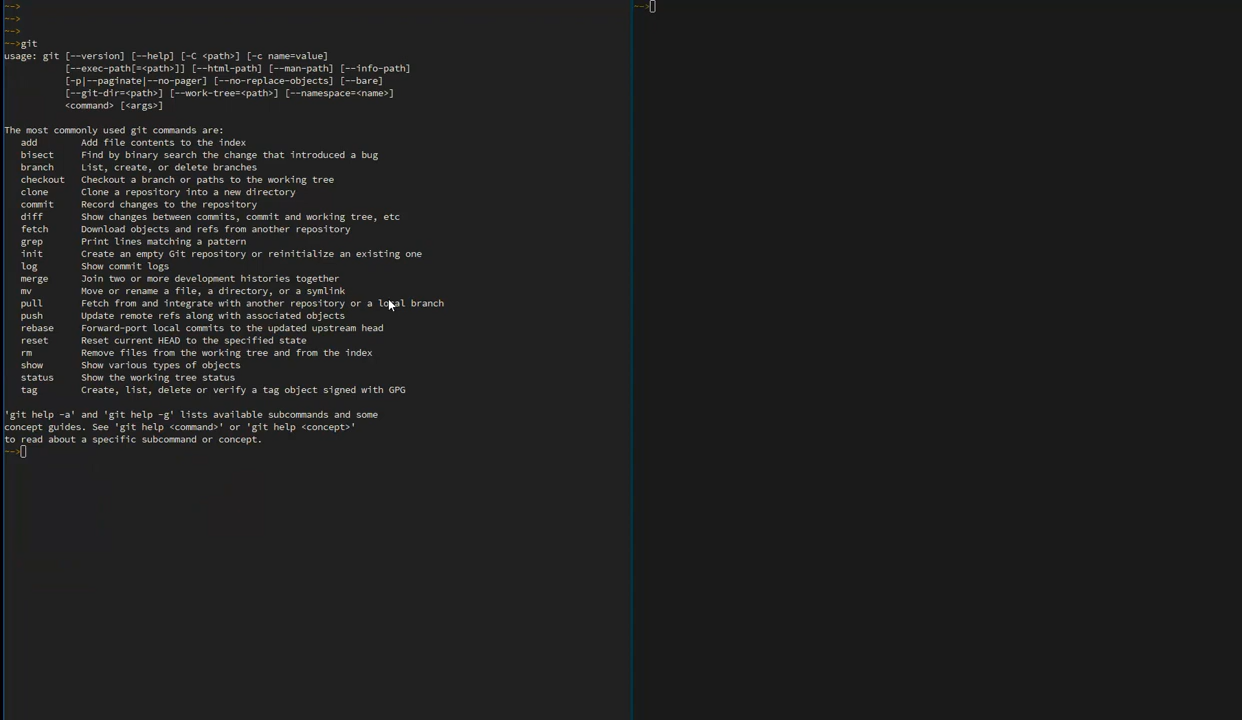 ~->
~->
~->
~->git
usage: git [--version] [--help] [-C <path>] [-c name=value]
           [--exec-path[=<path>]] [--html-path] [--man-path] [--info-path]
           [-p|--paginate|--no-pager] [--no-replace-objects] [--bare]
           [--git-dir=<path>] [--work-tree=<path>] [--namespace=<name>]
           <command> [<args>]
The most commonly used git commands are:
   add        Add file contents to the index
   bisect     Find by binary search the change that introduced a bug
   branch     List, create, or delete branches
   checkout   Checkout a branch or paths to the working tree
   clone      Clone a repository into a new directory
   commit     Record changes to the repository
   diff       Show changes between commits, commit and working tree, etc
   fetch      Download objects and refs from another repository
   grep       Print lines matching a pattern
   init       Create an empty Git repository or reinitialize an existing one
   log        Show commit logs
   merge      Join two or more development histories together
   mv         Move or rename a file, a directory, or a symlink
   pull       Fetch from and integrate with another repository or a local branch
   push       Update remote refs along with associated objects
   rebase     Forward-port local commits to the updated upstream head
   reset      Reset current HEAD to the specified state
   rm         Remove files from the working tree and from the index
   show       Show various types of objects
   status     Show the working tree status
   tag        Create, list, delete or verify a tag object signed with GPG
'git help -a' and 'git help -g' lists available subcommands and some
concept guides. See 'git help <command>' or 'git help <concept>'
to read about a specific subcommand or concept.
~->
~->